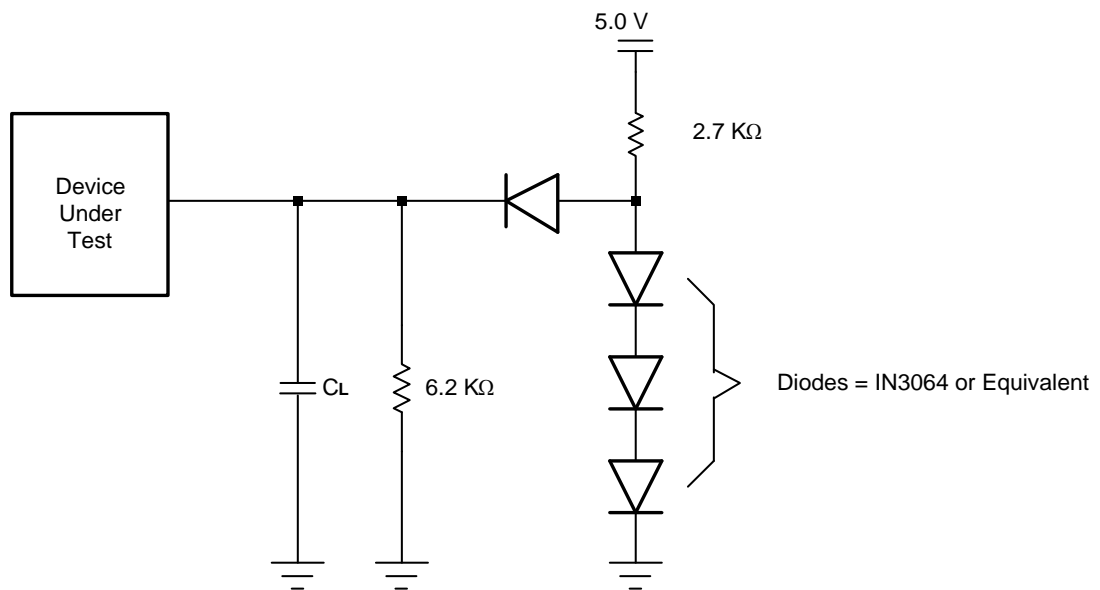 5.0 V
2.7 KΩ
Device
Under
Test
CL
6.2 KΩ
Diodes = IN3064 or Equivalent